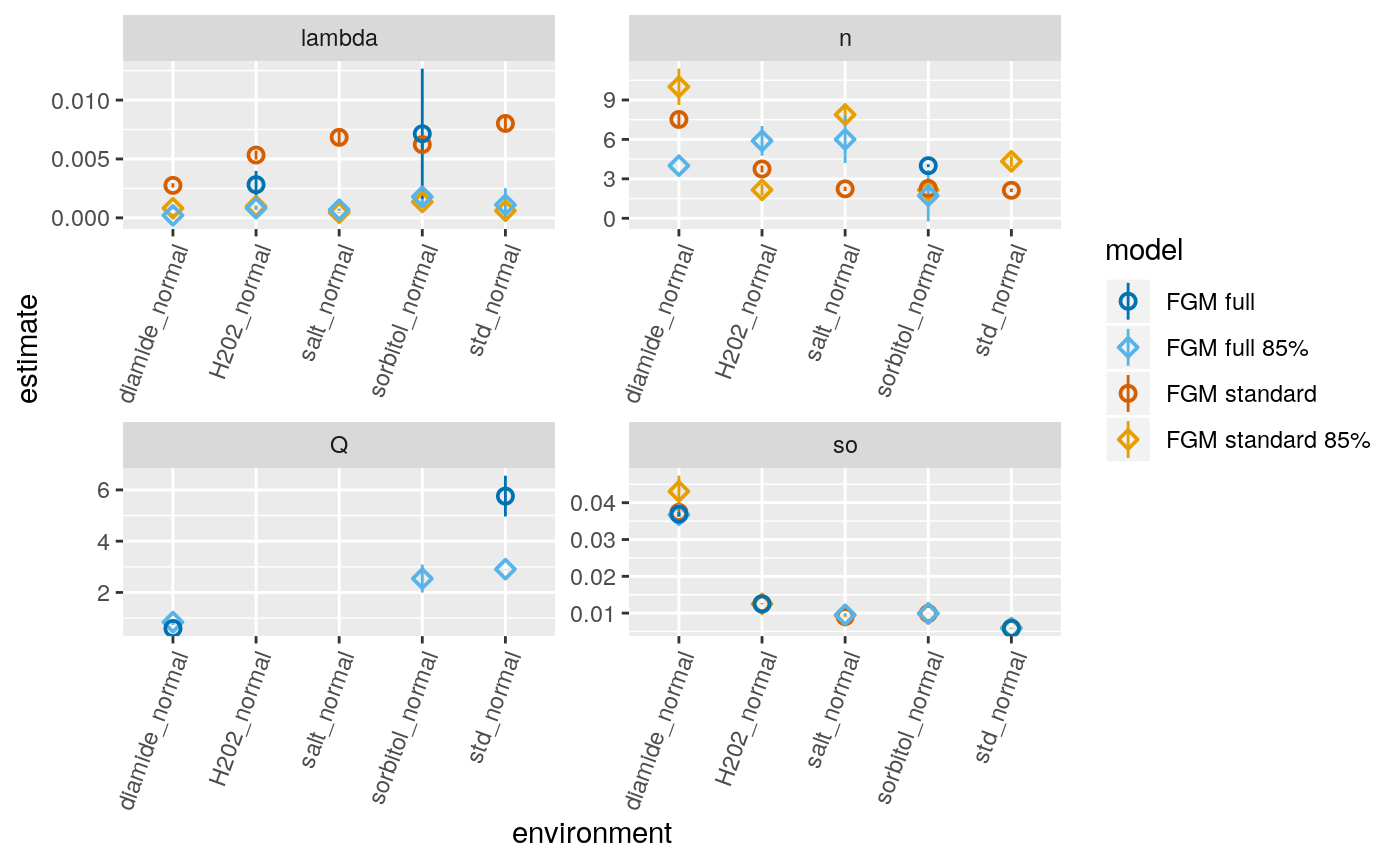 lambda
n
0.010
0.005
0.000
9
6
3
0
diamide_normal
H202_normal
salt_normal
sorbitol_normal
std_normal
diamide_normal
H202_normal
salt_normal
sorbitol_normal
std_normal
estimate
Q
so
6
4
2
0.04
0.03
0.02
0.01
diamide_normal
H202_normal
salt_normal
sorbitol_normal
std_normal
diamide_normal
H202_normal
salt_normal
sorbitol_normal
std_normal
environment
model
FGM full
FGM full 85%
FGM standard
FGM standard 85%